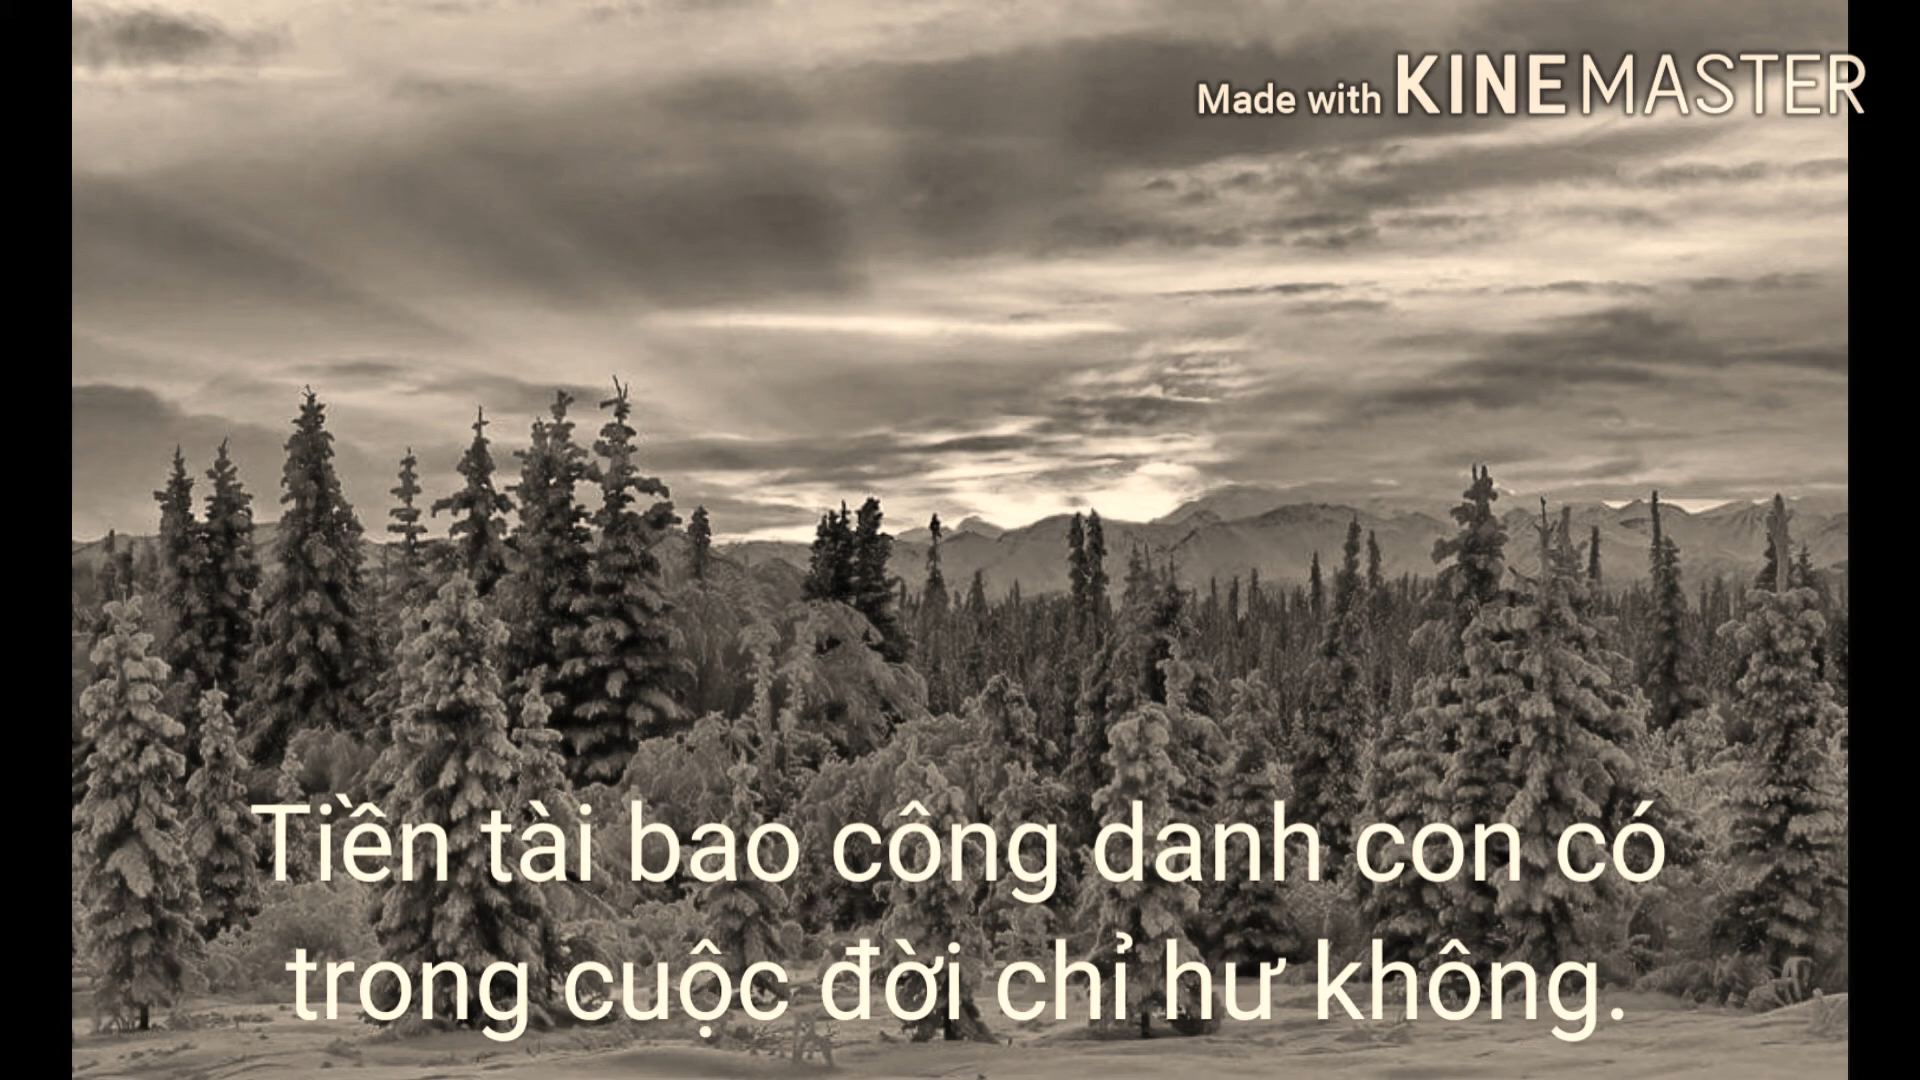 Made with KINEMASTER
Tiền tài bao công danh con có
trong cuộc đời chỉ hư không.